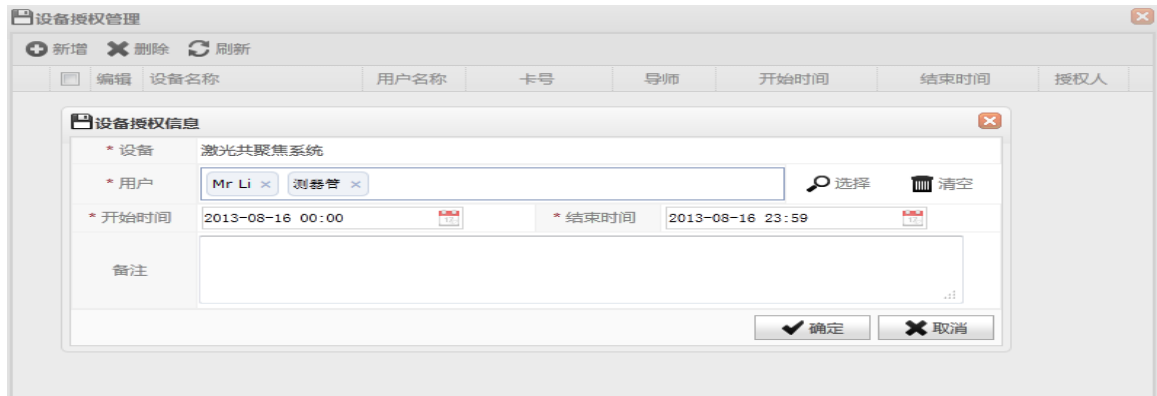 设备授权管理
新增 删除 刷新
编辑 设备名称 用户名称 卡号 导师 开始时间 结束时间 授权人
设备授权信息
* 设备 激光共聚焦系统
* 用户 Mr Li × 测器管 × 选择 清空
* 开始时间 2013-08-16 00:00 * 结束时间 2013-08-16 23:59
备注
确定 取消